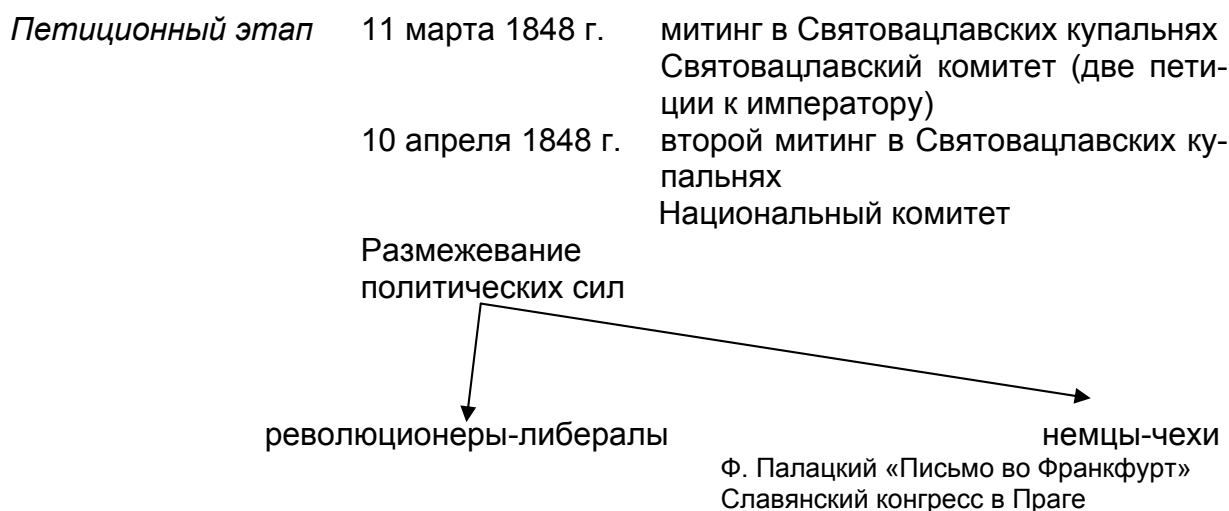 Петиционный этап 11 марта 1848 г. митинг в Святовацлавских купальнях
Святовацлавский комитет (две пети-
ции к императору)
10 апреля 1848 г. второй митинг в Святовацлавских ку-
пальнях
Национальный комитет
Размежевание
политических сил
революционеры-либералы немцы-чехи
Ф. Палацкий «Письмо во Франкфурт»
Славянский конгресс в Праге